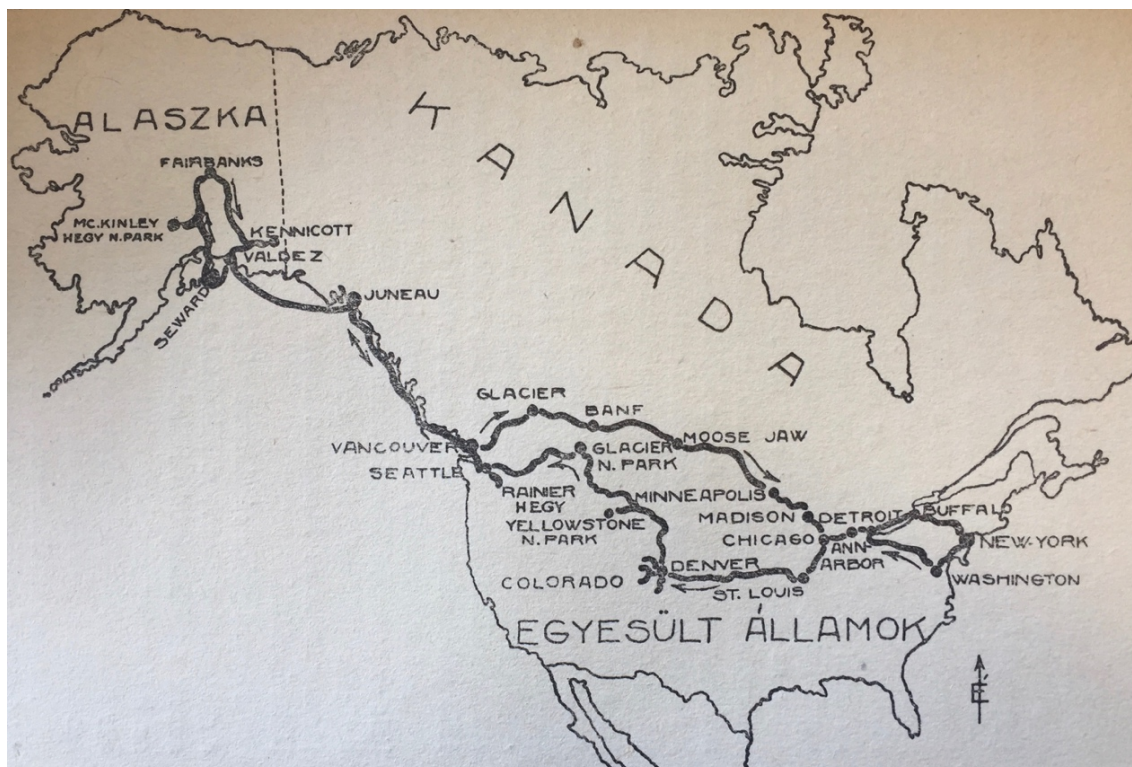 ALASZKA
KANADA
FAIRBANKS
MC.KINLEY
HEGY N.PARK
KENNICOTT
VALDEZ
SEWARD
JUNEAU
GLACIER
BANF
VANCOUVER
GLACIER
N. PARK
MOOSE JAW
SEATTLE
RAINIER
HEGY
MINNEAPOLIS
YELLOWSTONE
N. PARK
MADISON
DETROIT
BUFFALO
CHICAGO
ANN-
ARBOR
NEW-YORK
COLORADO
DENVER
ST. LOUIS
WASHINGTON
EGYESÜLT ÁLLAMOK
É